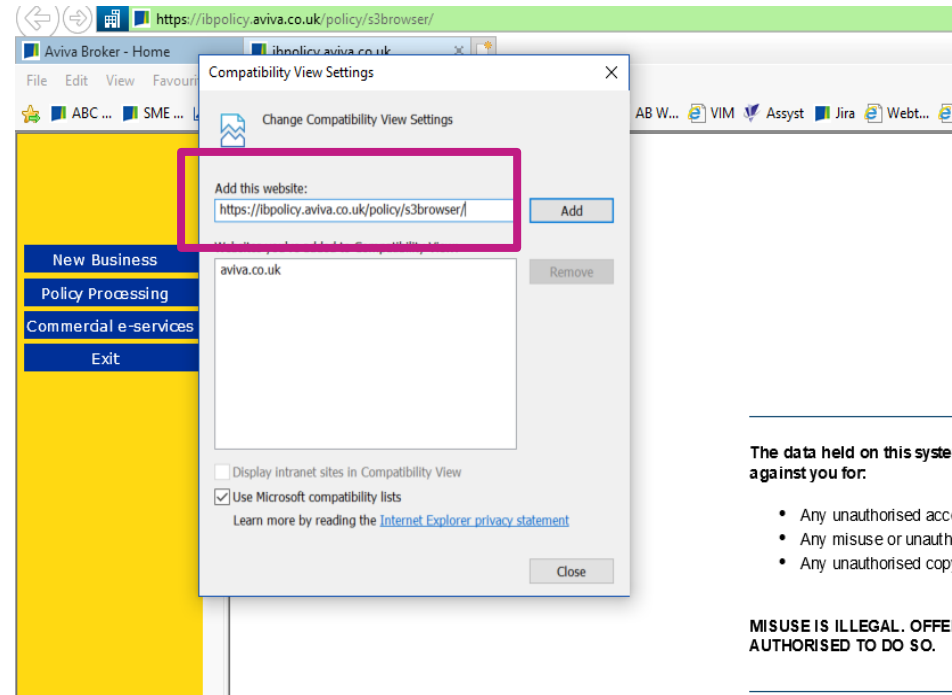 https://ibpolicy.aviva.co.uk/policy/s3browser/
Aviva Broker - Home
ibpolicy.aviva.co.uk
File Edit View
ABC ... SME ... AB W... VIM Assyst Jira Webt...
Compatibility View Settings
Change Compatibility View Settings
Add this website:
https://ibpolicy.aviva.co.uk/policy/s3browser/
Add
aviva.co.uk
Remove
New Business
Policy Processing
Commercial e-services
Exit
Display intranet sites in Compatibility View
Use Microsoft compatibility lists
Learn more by reading the Internet Explorer privacy statement
Close
The data held on this
against you for:
• Any unauthorised
• Any misuse or
• Any unauthorised
MISUSE IS ILLEGAL.
AUTHORISED TO DO SO.